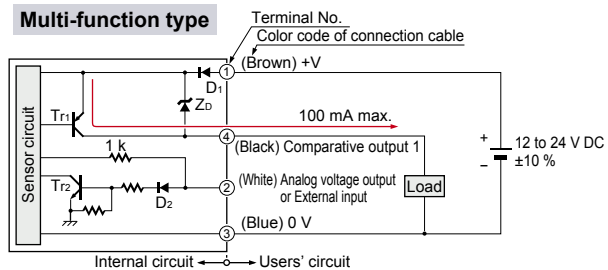 Multi-function type
Terminal No.
Color code of connection cable
1
(Brown) +V
D1
Tr1
ZD
100 mA max.
4
(Black) Comparative output 1
Sensor circuit
1 k
12 to 24 V DC
±10 %
+
−
Tr2
D2
2
(White) Analog voltage output
or External input
Load
3
(Blue) 0 V
Internal circuit
Users' circuit